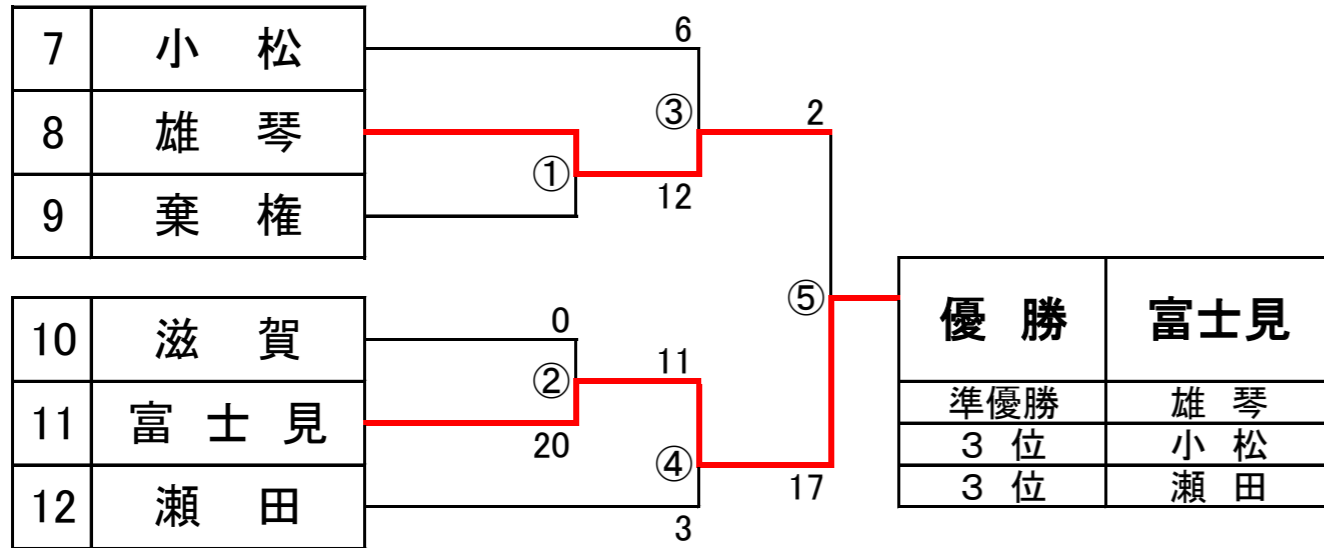 7 小 松
8 雄 琴
9 棄 権
10 滋 賀
11 富 士 見
12 瀬 田
6
③
2
①
12
0
②
11
20
④
3
⑤
17
優 勝 富士見
準優勝 雄 琴
3 位 小 松
3 位 瀬 田